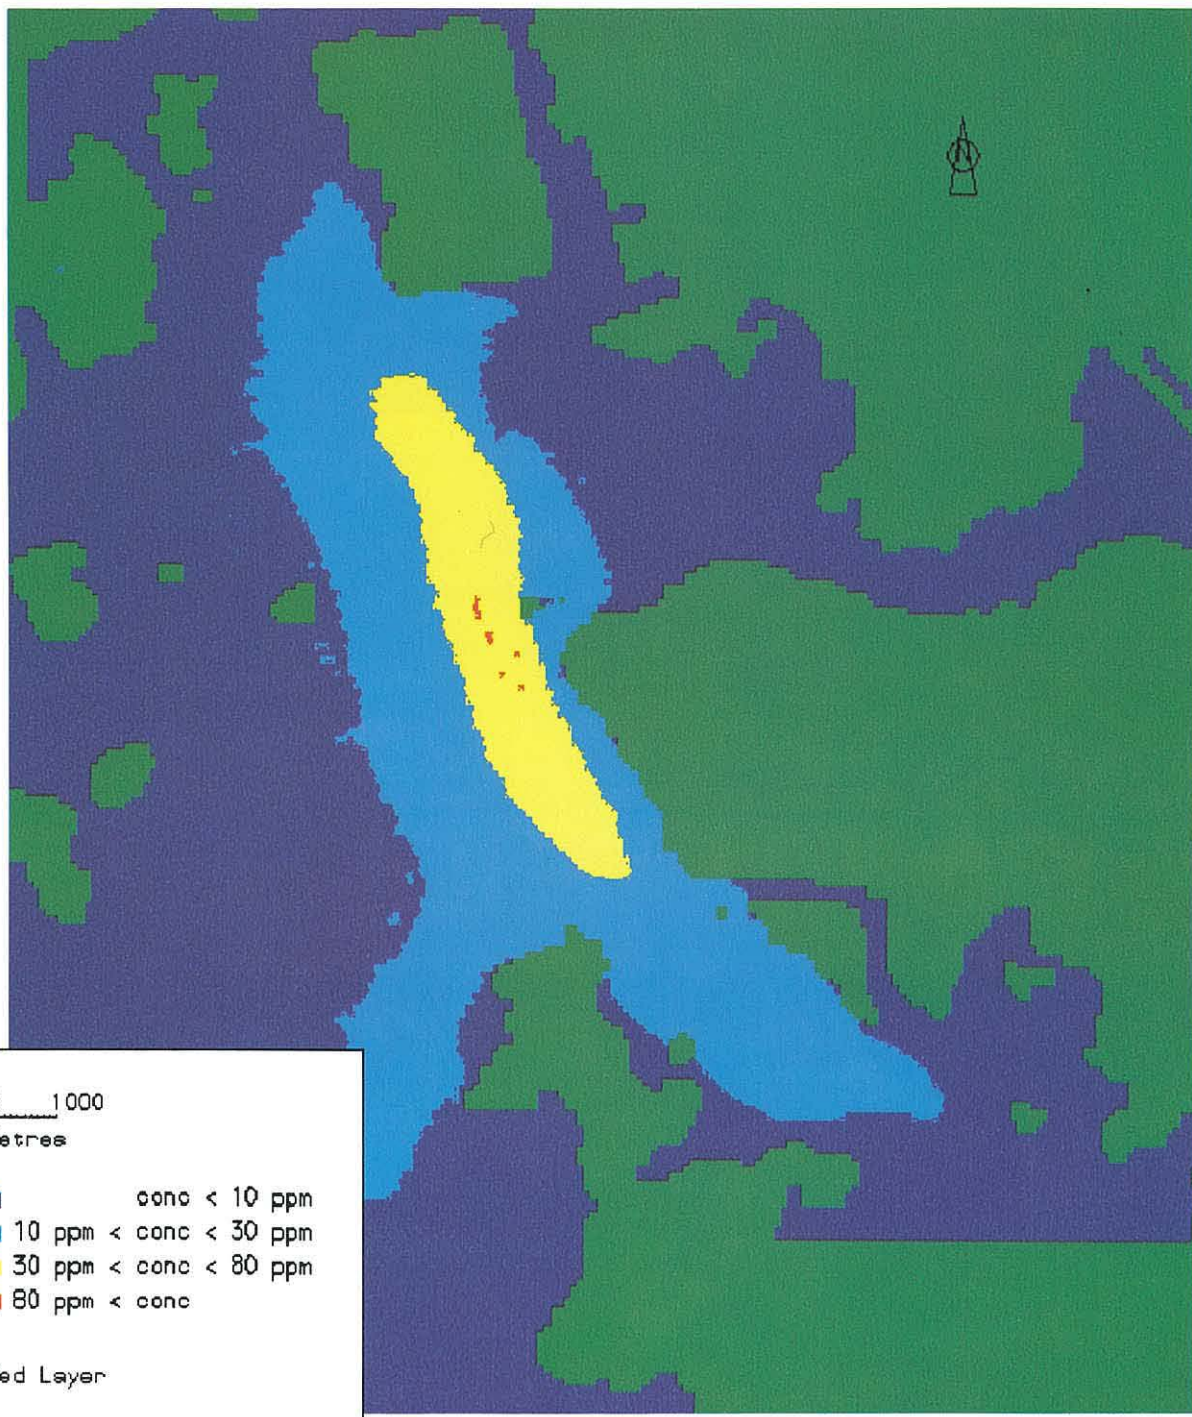 N
1000
etres
conc < 10 ppm
10 ppm < conc < 30 ppm
30 ppm < conc < 80 ppm
80 ppm < conc
ed Layer